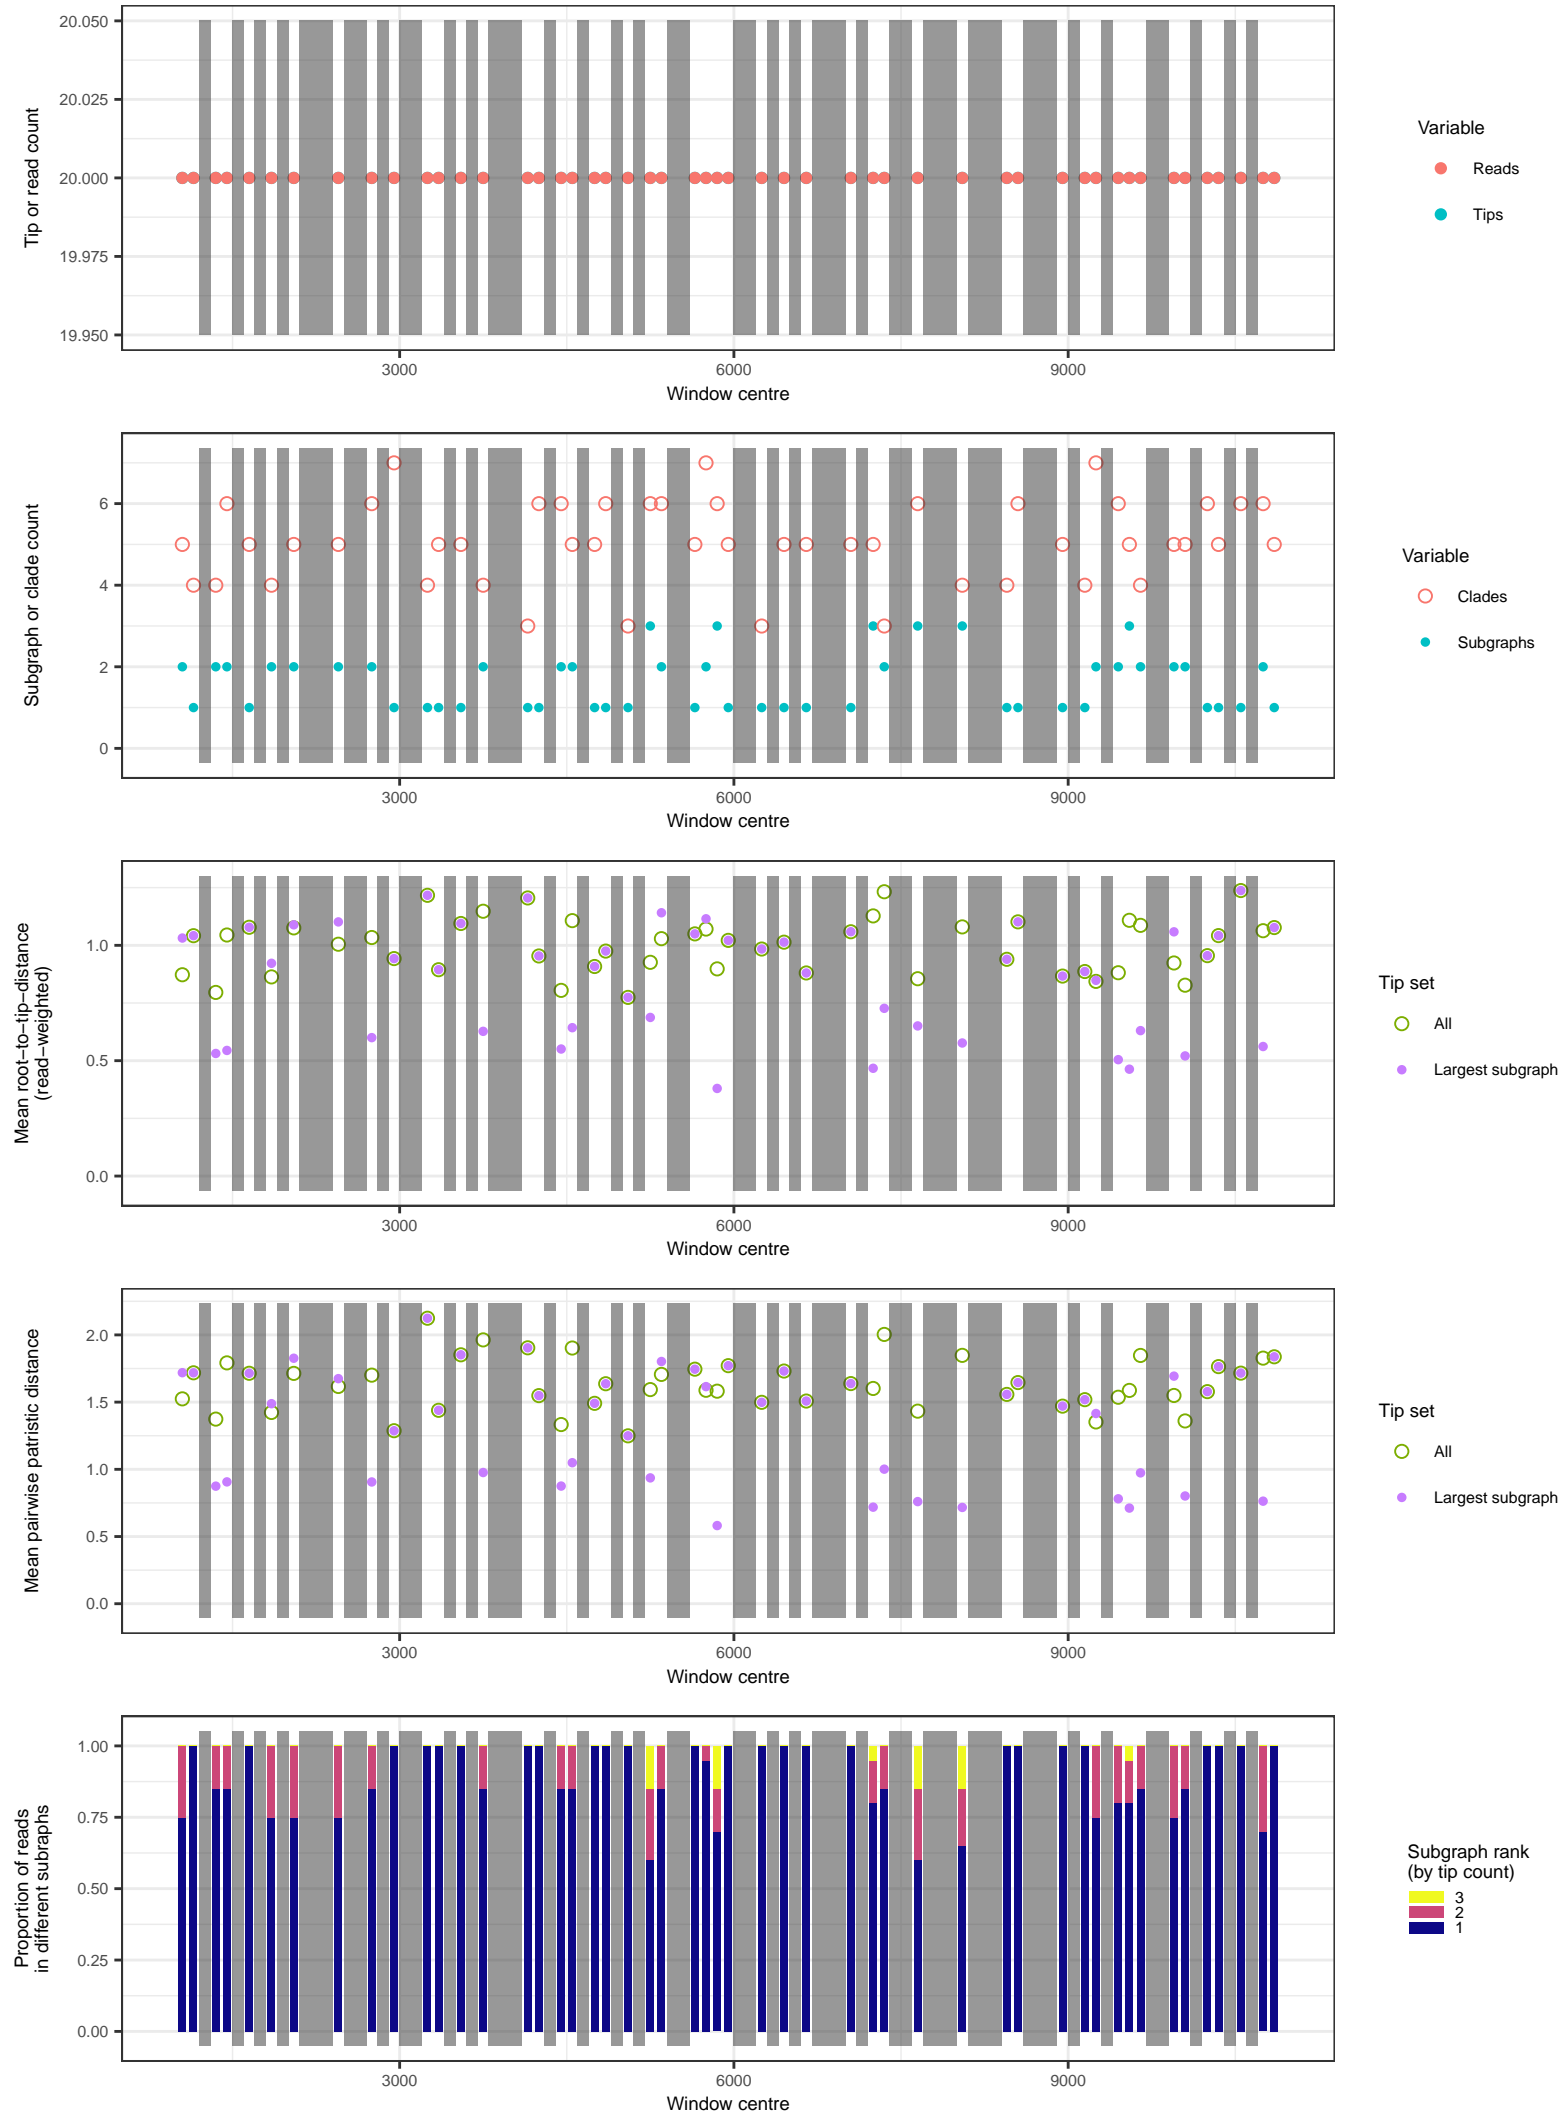 20.050
20.025
20.000
19.975
19.950
Tip or read count
3000
6000
9000
Window centre
Variable
Reads
Tips
6
4
2
0
Subgraph or clade count
3000
6000
9000
Window centre
Variable
Clades
Subgraphs
1.0
0.5
0.0
Mean root−to−tip−distance
(read−weighted)
3000
6000
9000
Window centre
Tip set
All
Largest subgraph
2.0
1.5
1.0
0.5
0.0
Mean pairwise patristic distance
3000
6000
9000
Window centre
Tip set
All
Largest subgraph
1.00
0.75
0.50
0.25
0.00
Proportion of reads
in different subraphs
3000
6000
9000
Window centre
Subgraph rank
(by tip count)
3
2
1